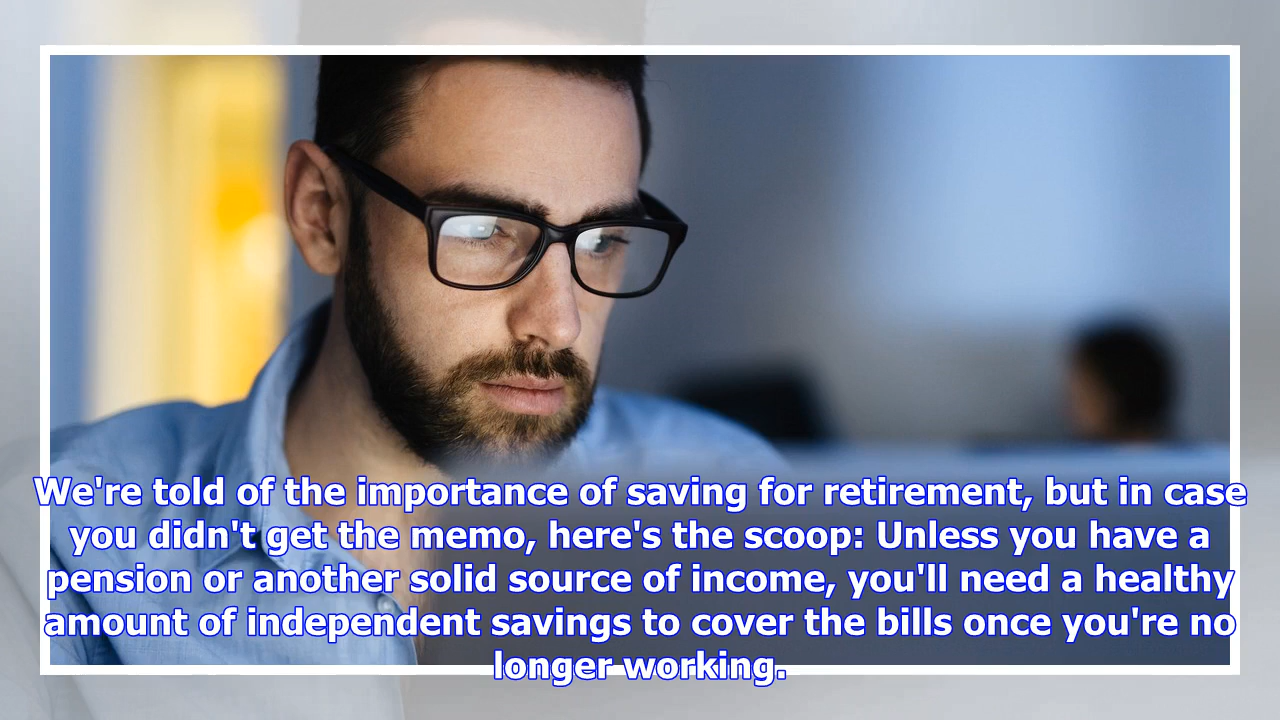 We're told of the importance of saving for retirement, but in case
you didn't get the memo, here's the scoop: Unless you have a
pension or another solid source of income, you'll need a healthy
amount of independent savings to cover the bills once you're no
longer working.